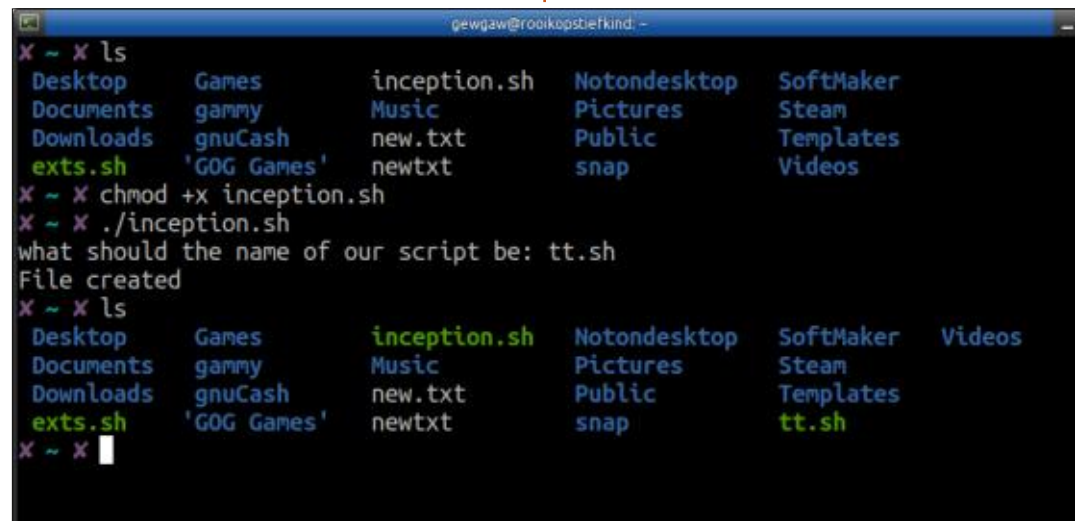 gewgaw@rooikopstiefkind: ~
✘ ~ ✘ ls
Desktop Games inception.sh Notondesktop SoftMaker
Documents gammy Music Pictures Steam
Downloads gnuCash new.txt Public Templates
exts.sh 'GOG Games' newtxt snap Videos
✘ ~ ✘ chmod +x inception.sh
✘ ~ ✘ ./inception.sh
what should the name of our script be: tt.sh
File created
✘ ~ ✘ ls
Desktop Games inception.sh Notondesktop SoftMaker Videos
Documents gammy Music Pictures Steam
Downloads gnuCash new.txt Public Templates
exts.sh 'GOG Games' newtxt snap tt.sh
✘ ~ ✘